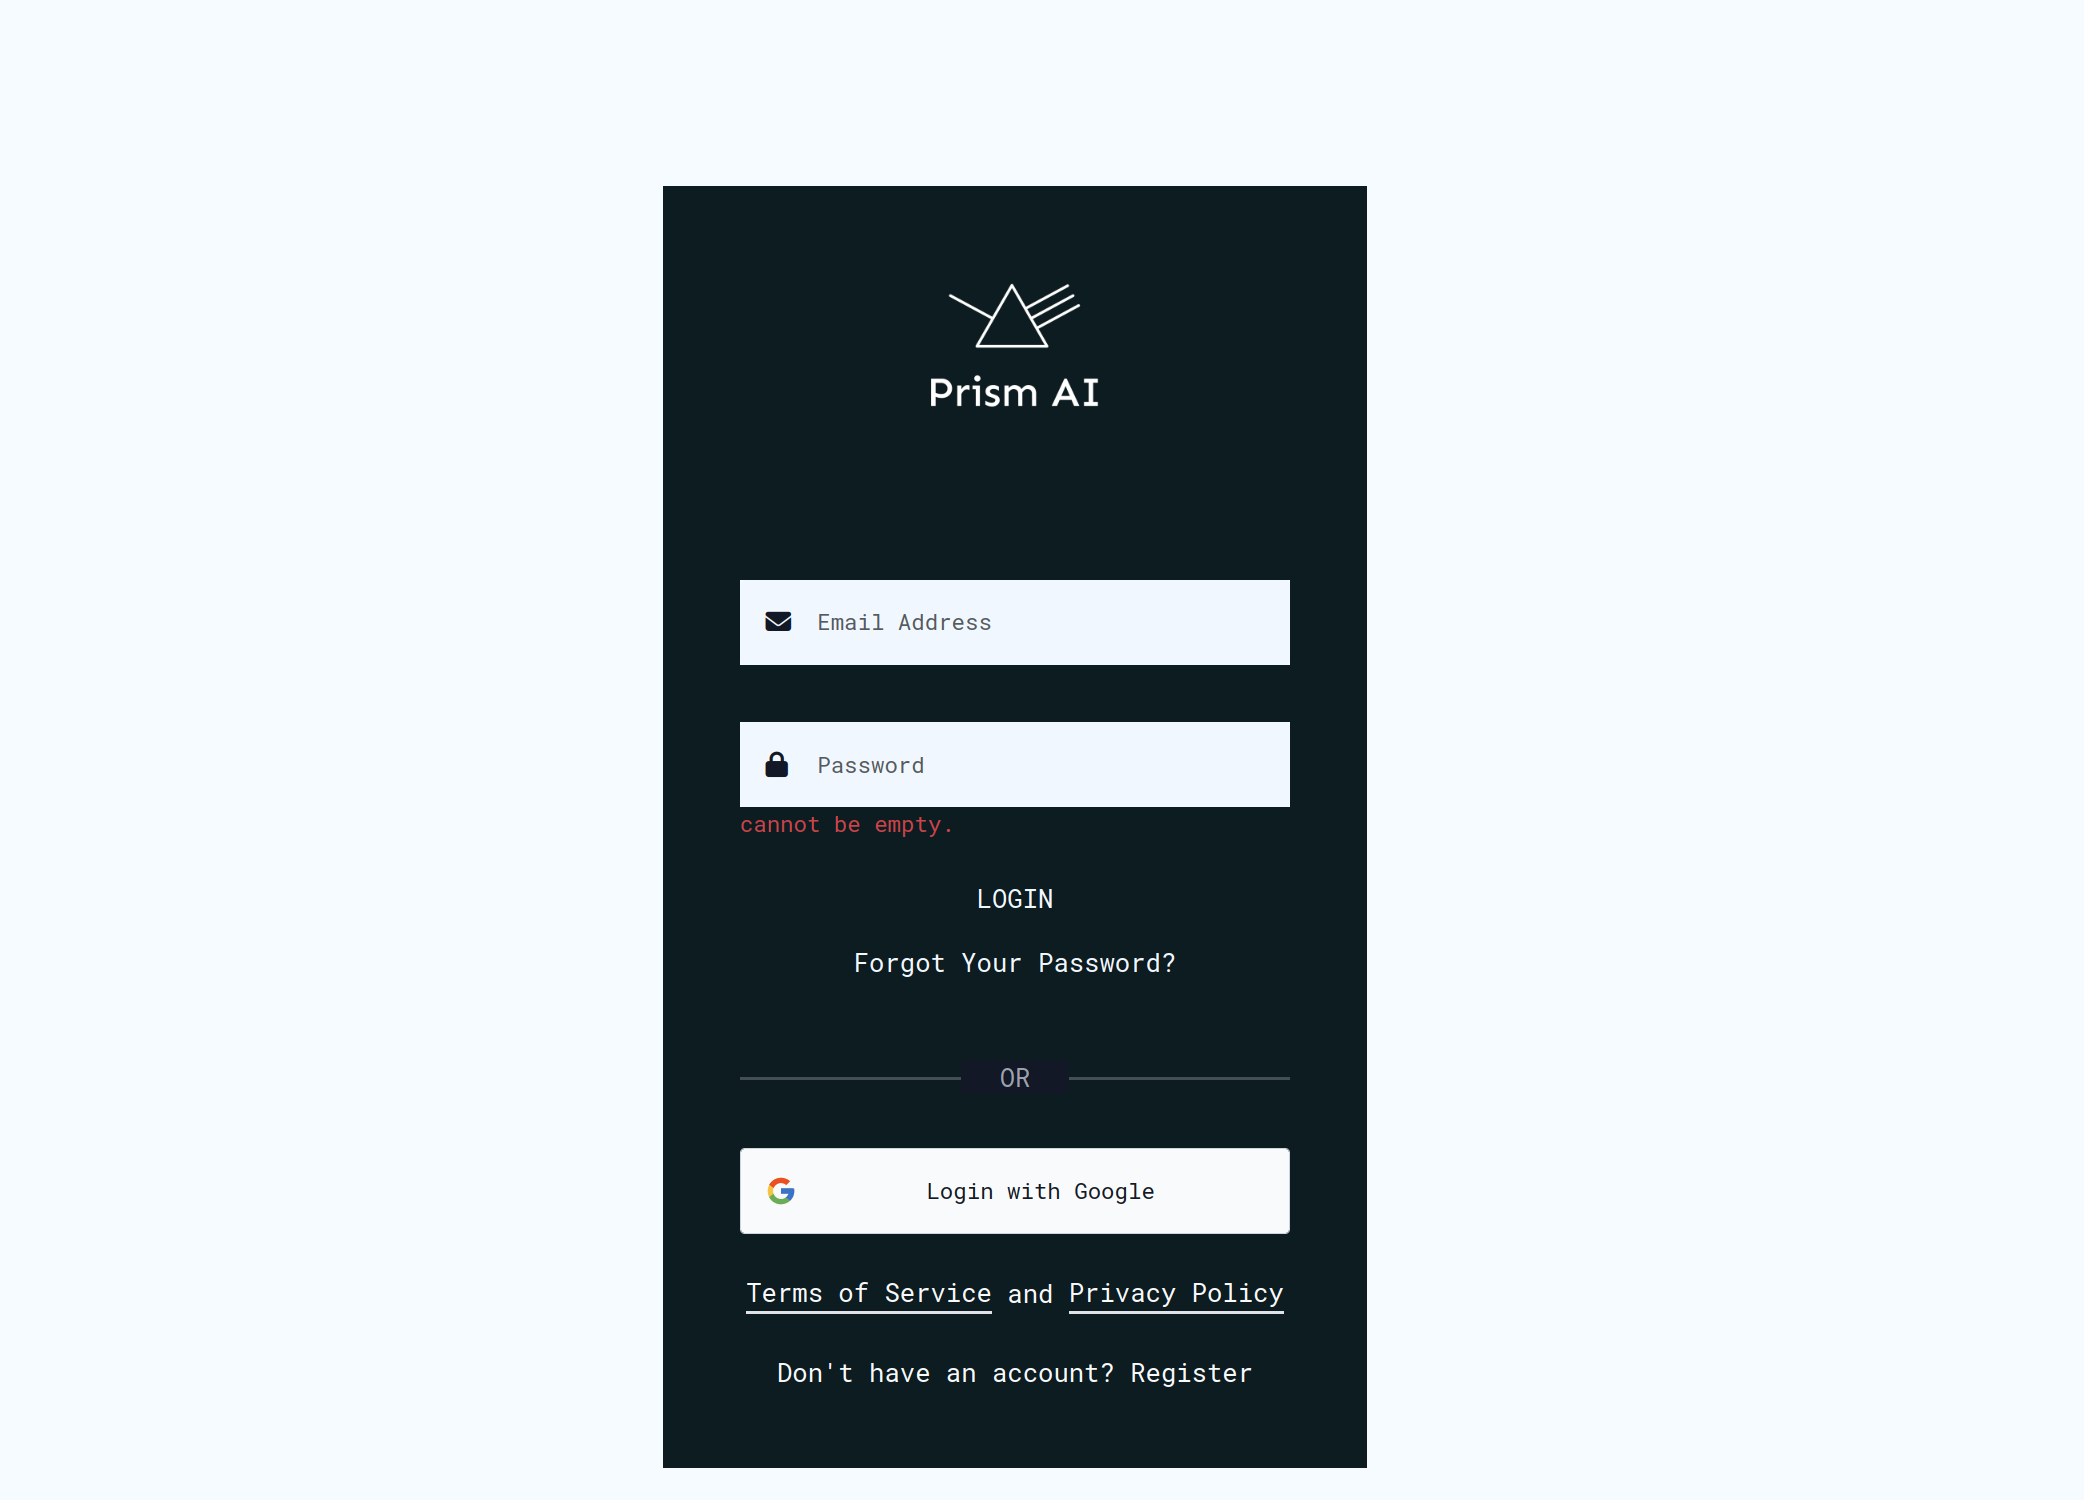 Prism AI
Email Address
Password
cannot be empty.
LOGIN
Forgot Your Password?
OR
Login with Google
Terms of Service and Privacy Policy
Don't have an account? Register